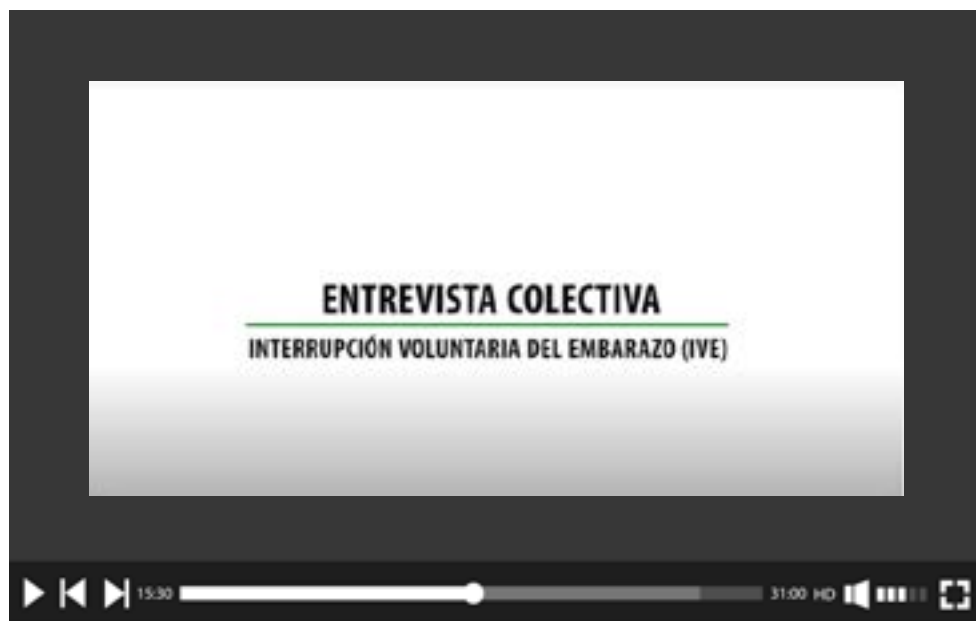 ENTREVISTA COLECTIVA
INTERRUPCIÓN VOLUNTARIA DEL EMBARAZO (IVE)
15:30 31:00 HD